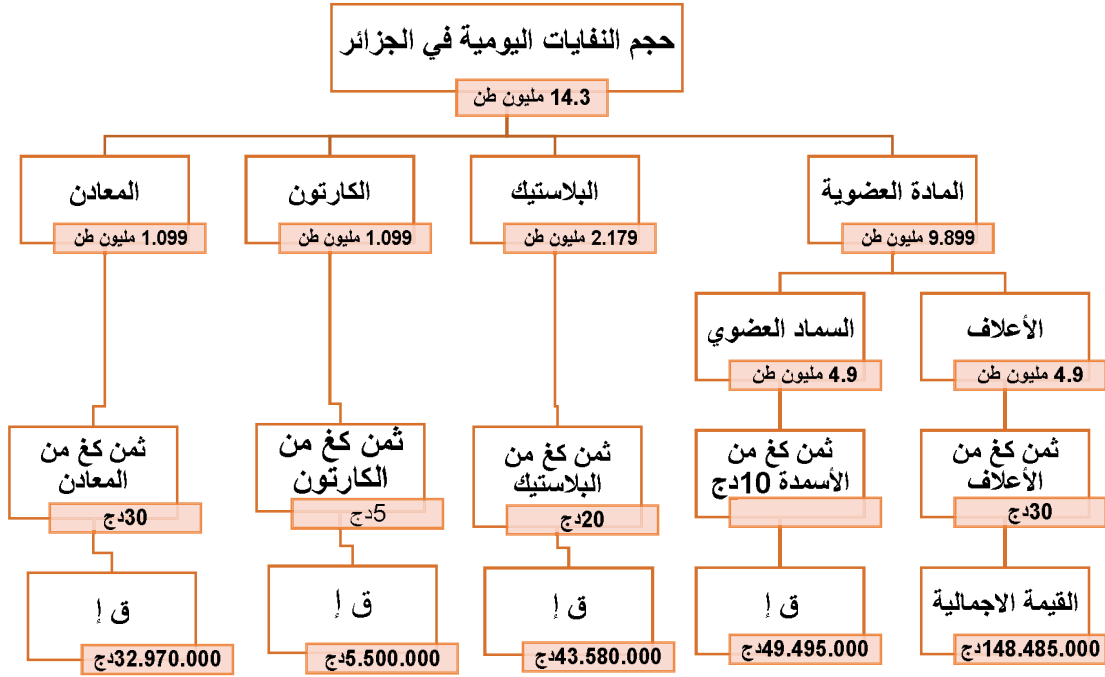 حجم النفايات اليومية في الجزائر
14.3 مليون طن
المادة العضوية
9.899 مليون طن
البلاستيك
2.179 مليون طن
الكارتون
1.099 مليون طن
المعادن
1.099 مليون طن
الأعلاف
4.9 مليون طن
السماد العضوي
4.9 مليون طن
ثمن كغ من
الأعلاف
30دج
ثمن كغ من
الأسمدة 10دج
ثمن كغ من
البلاستيك
20دج
ثمن كغ من
الكارتون
5دج
ثمن كغ من
المعادن
30دج
القيمة الاجمالية
148.485.000دج
ق إ
49.495.000دج
ق إ
43.580.000دج
ق إ
5.500.000دج
ق إ
32.970.000دج